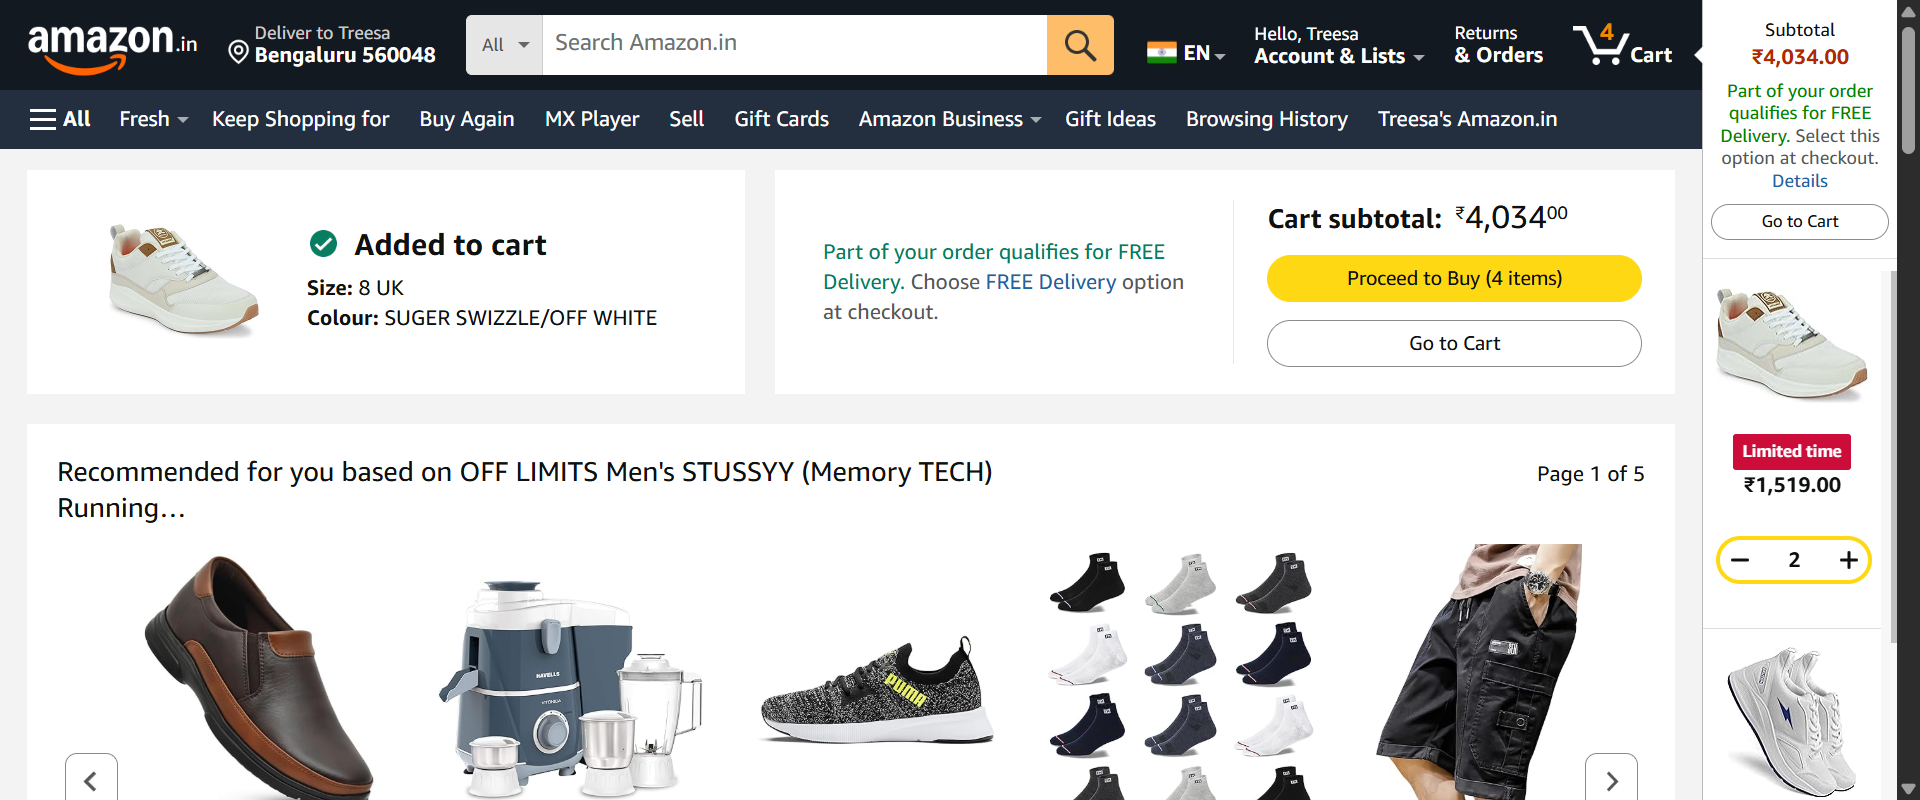 amazon.in
Deliver to Treesa
Bengaluru 560048
All
Search Amazon.in
EN
Hello, Treesa
Account & Lists
Returns
& Orders
4
Cart
All
Fresh
Keep Shopping for
Buy Again
MX Player
Sell
Gift Cards
Amazon Business
Gift Ideas
Browsing History
Treesa's Amazon.in
Added to cart
Size: 8 UK
Colour: SUGER SWIZZLE/OFF WHITE
Part of your order qualifies for FREE
Delivery. Choose FREE Delivery option
at checkout.
Cart subtotal: ₹4,03400
Proceed to Buy (4 items)
Go to Cart
Recommended for you based on OFF LIMITS Men's STUSSYY (Memory TECH)
Running…
Page 1 of 5
HAVELLS
PUMA
Subtotal
₹4,034.00
Part of your order
qualifies for FREE
Delivery. Select this
option at checkout.
Details
Go to Cart
Limited time
₹1,519.00
2